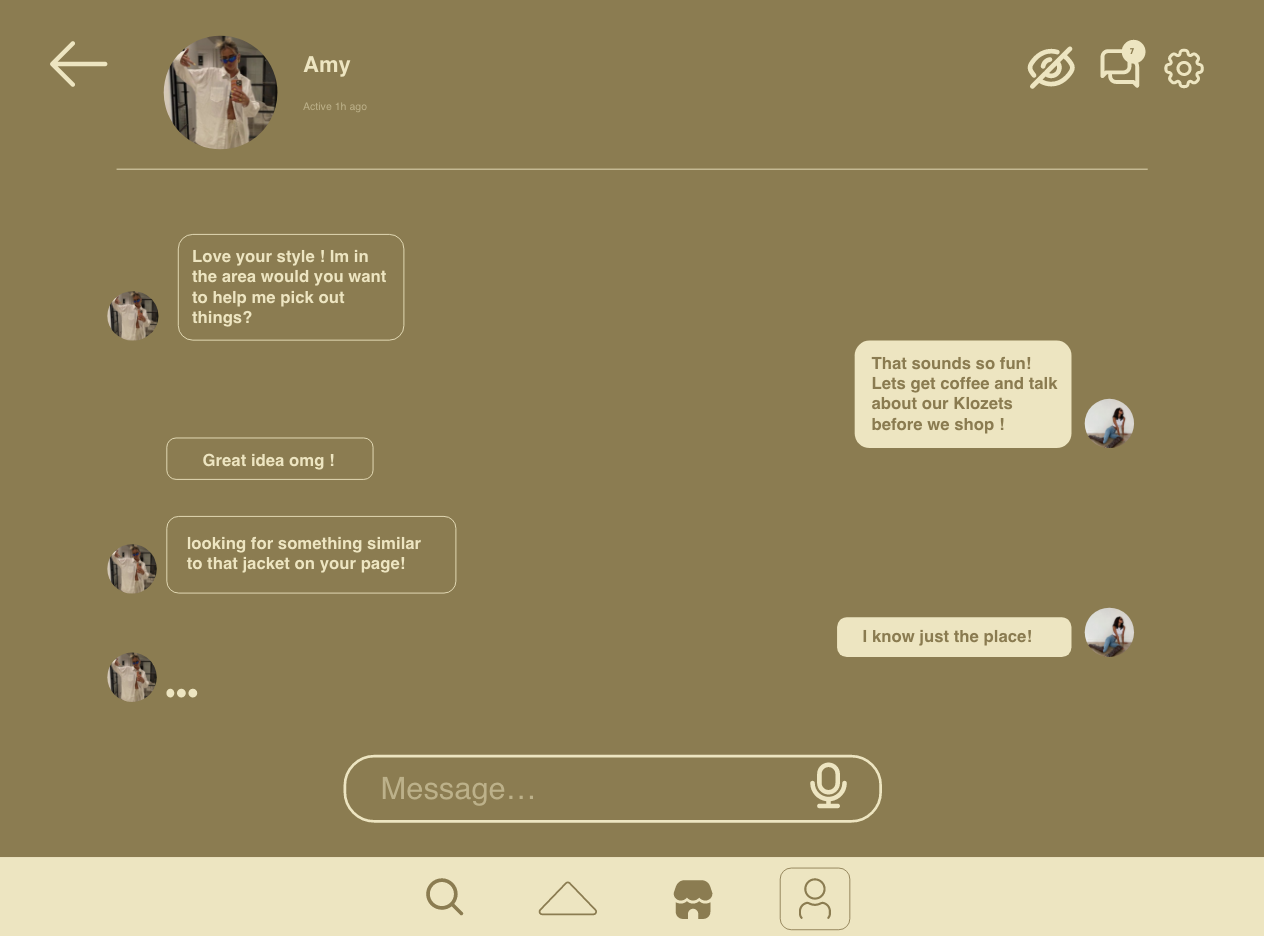 Amy
Active 1h ago
7
Love your style ! Im in
the area would you want
to help me pick out
things?
That sounds so fun!
Lets get coffee and talk
about our Klozets
before we shop !
Great idea omg !
looking for something similar
to that jacket on your page!
I know just the place!
Message...